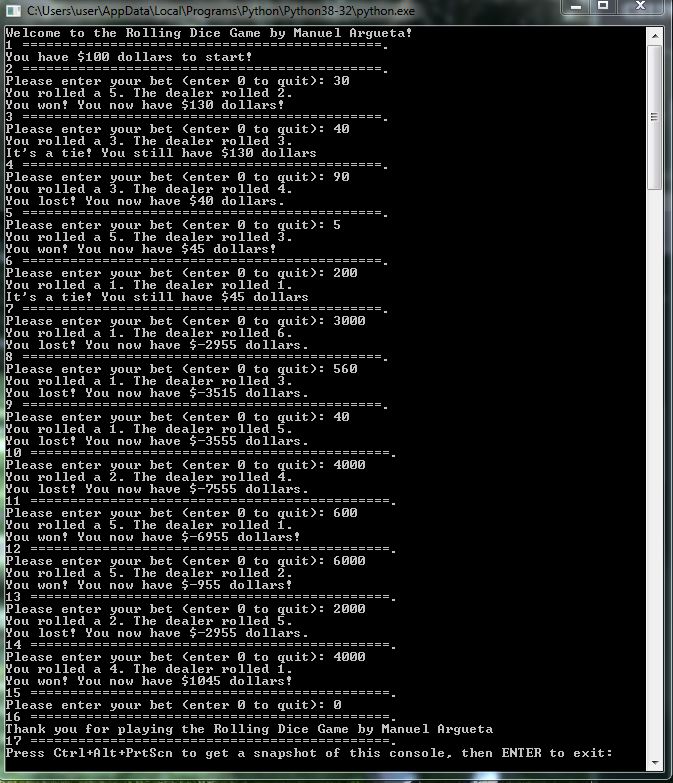 C:\Users\user\AppData\Local\Programs\Python\Python38-32\python.exe
Welcome to the Rolling Dice Game by Manuel Argueta!
1 =============================================.
You have $100 dollars to start!
2 =============================================.
Please enter your bet (enter 0 to quit): 30
You rolled a 5. The dealer rolled 2.
You won! You now have $130 dollars!
3 =============================================.
Please enter your bet (enter 0 to quit): 40
You rolled a 3. The dealer rolled 3.
It's a tie! You still have $130 dollars
4 =============================================.
Please enter your bet (enter 0 to quit): 90
You rolled a 3. The dealer rolled 4.
You lost! You now have $40 dollars.
5 =============================================.
Please enter your bet (enter 0 to quit): 5
You rolled a 5. The dealer rolled 3.
You won! You now have $45 dollars!
6 =============================================.
Please enter your bet (enter 0 to quit): 200
You rolled a 1. The dealer rolled 1.
It's a tie! You still have $45 dollars
7 =============================================.
Please enter your bet (enter 0 to quit): 3000
You rolled a 1. The dealer rolled 6.
You lost! You now have $-2955 dollars.
8 =============================================.
Please enter your bet (enter 0 to quit): 560
You rolled a 1. The dealer rolled 3.
You lost! You now have $-3515 dollars.
9 =============================================.
Please enter your bet (enter 0 to quit): 40
You rolled a 1. The dealer rolled 5.
You lost! You now have $-3555 dollars.
10 =============================================.
Please enter your bet (enter 0 to quit): 4000
You rolled a 2. The dealer rolled 4.
You lost! You now have $-7555 dollars.
11 =============================================.
Please enter your bet (enter 0 to quit): 600
You rolled a 5. The dealer rolled 1.
You won! You now have $-6955 dollars!
12 =============================================.
Please enter your bet (enter 0 to quit): 6000
You rolled a 5. The dealer rolled 2.
You won! You now have $-955 dollars!
13 =============================================.
Please enter your bet (enter 0 to quit): 2000
You rolled a 2. The dealer rolled 5.
You lost! You now have $-2955 dollars.
14 =============================================.
Please enter your bet (enter 0 to quit): 4000
You rolled a 4. The dealer rolled 1.
You won! You now have $1045 dollars!
15 =============================================.
Please enter your bet (enter 0 to quit): 0
16 =============================================.
Thank you for playing the Rolling Dice Game by Manuel Argueta
17 =============================================.
Press Ctrl+Alt+PrtScn to get a snapshot of this console, then ENTER to exit: